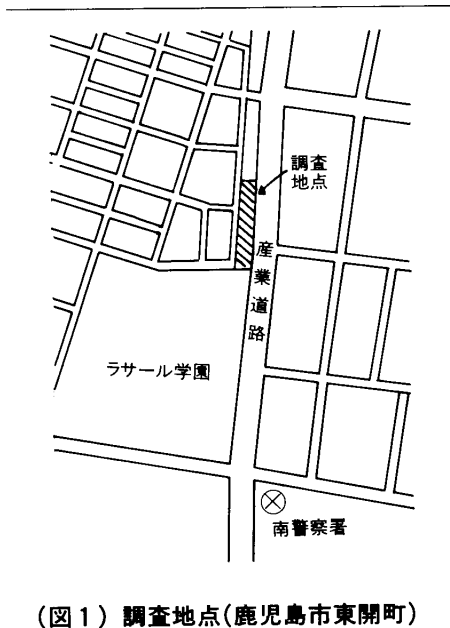 調査
地点
産業道路
ラサール学園
南警察署
(図1) 調査地点(鹿児島市東開町)